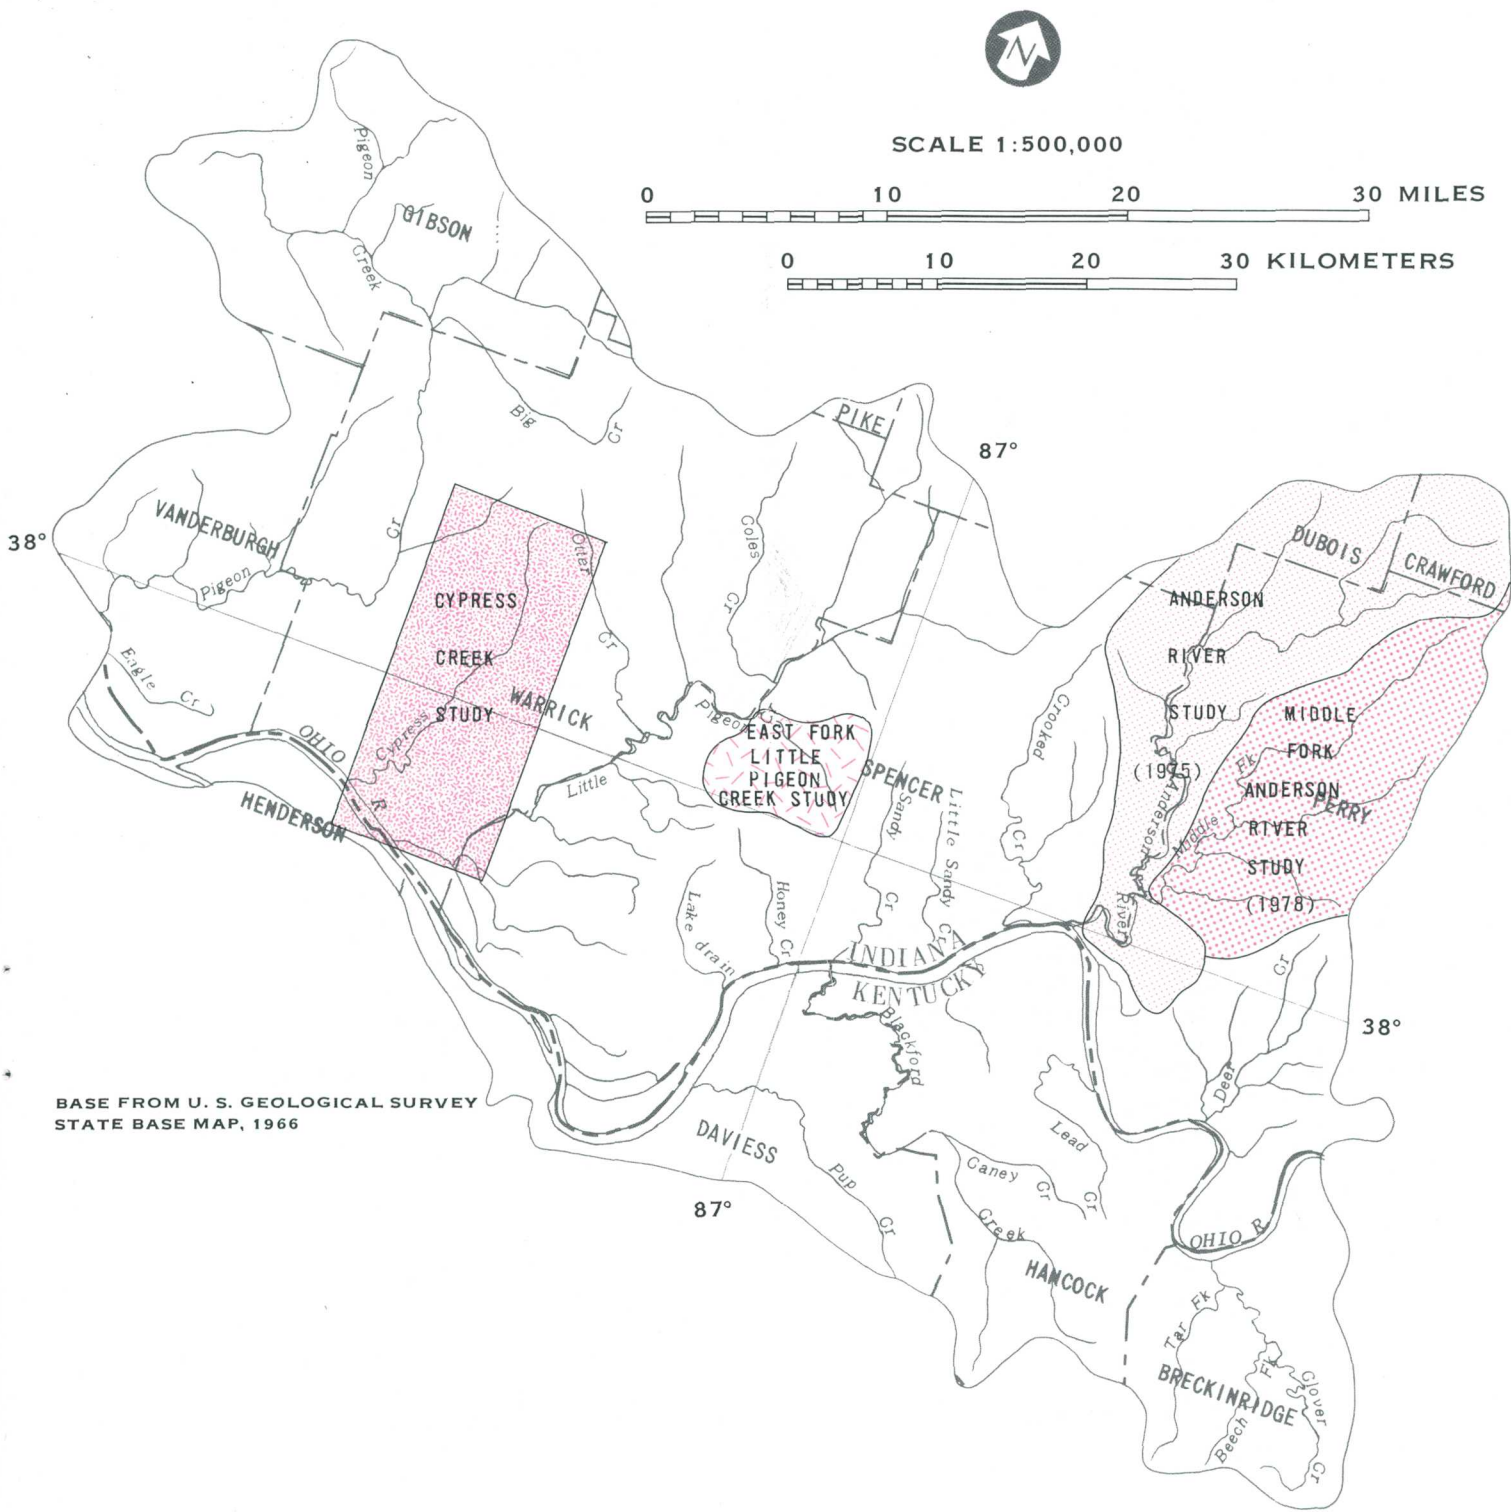 N
SCALE 1:500,000
0 10 20 30 MILES
0 10 20 30 KILOMETERS
Pigeon
GIBSON
Creek
Big
Cr
PIKE
87°
38°
VANDERBURGH
Pigeon
Cr
Otter
Cr
Coles
Cr
CYPRESS
CREEK
STUDY
WARRICK
Cypress
Eagle Cr
OHIO
R
HENDERSON
Little
Pigeon
Cr
EAST FORK
LITTLE
PIGEON
CREEK STUDY
SPENCER
Sandy
Cr
Little Sandy Cr
Crooked
Cr
DUBOIS
CRAWFORD
ANDERSON
RIVER
STUDY
(1975)
Anderson
River
MIDDLE
FORK
ANDERSON
RIVER
STUDY
(1978)
PERRY
Middle
Fk
Lake drain
Honey Cr
INDIANA
KENTUCKY
Blackford
38°
Cr
Deer
BASE FROM U. S. GEOLOGICAL SURVEY
STATE BASE MAP, 1966
DAVIESS
87°
Pup
Cr
Lead
Cr
Caney
Cr
Creek
HANCOCK
OHIO R
Tar Fk
BRECKINRIDGE
Beech
Fk
Clover
Cr